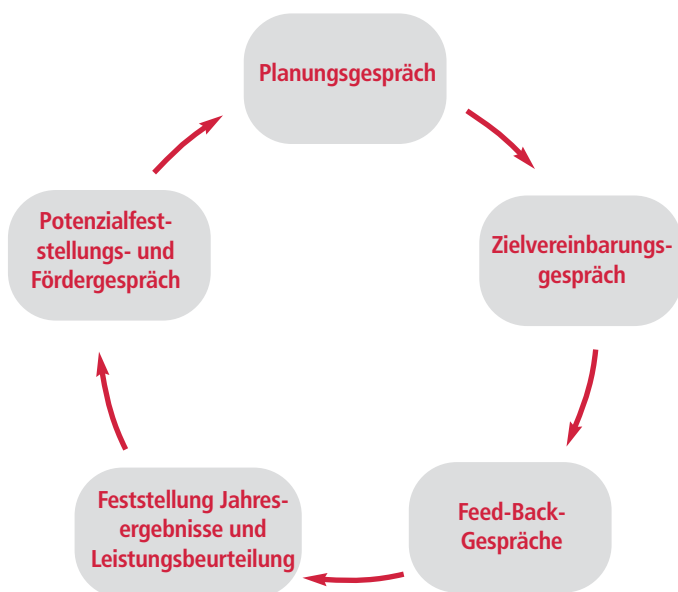 Planungsgespräch
Zielvereinbarungs-
gespräch
Feed-Back-
Gespräche
Feststellung Jahres-
ergebnisse und
Leistungsbeurteilung
Potenzialfest-
stellungs- und
Fördergespräch